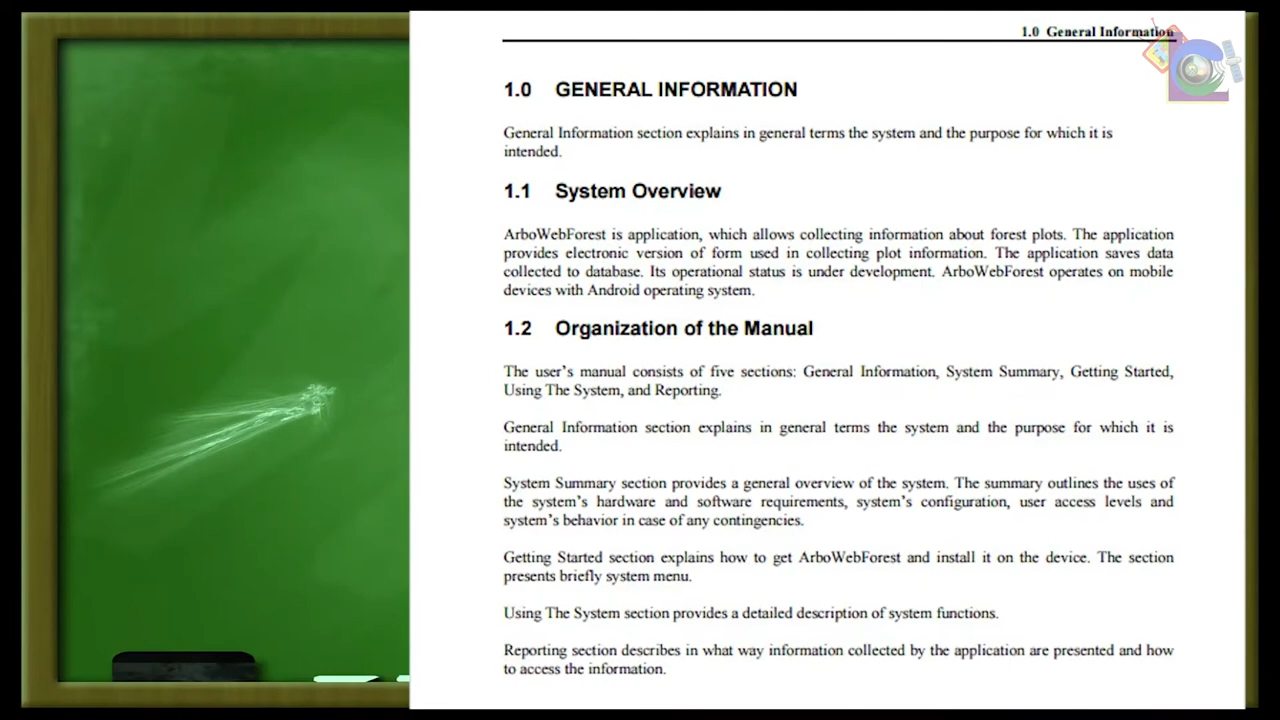 1.0 General Information
1.0 GENERAL INFORMATION
General Information section explains in general terms the system and the purpose for which it is
intended.
1.1 System Overview
ArboWebForest is application, which allows collecting information about forest plots. The application
provides electronic version of form used in collecting plot information. The application saves data
collected to database. Its operational status is under development. ArboWebForest operates on mobile
devices with Android operating system.
1.2 Organization of the Manual
The user’s manual consists of five sections: General Information, System Summary, Getting Started,
Using The System, and Reporting.
General Information section explains in general terms the system and the purpose for which it is
intended.
System Summary section provides a general overview of the system. The summary outlines the uses of
the system’s hardware and software requirements, system’s configuration, user access levels and
system’s behavior in case of any contingencies.
Getting Started section explains how to get ArboWebForest and install it on the device. The section
presents briefly system menu.
Using The System section provides a detailed description of system functions.
Reporting section describes in what way information collected by the application are presented and how
to access the information.